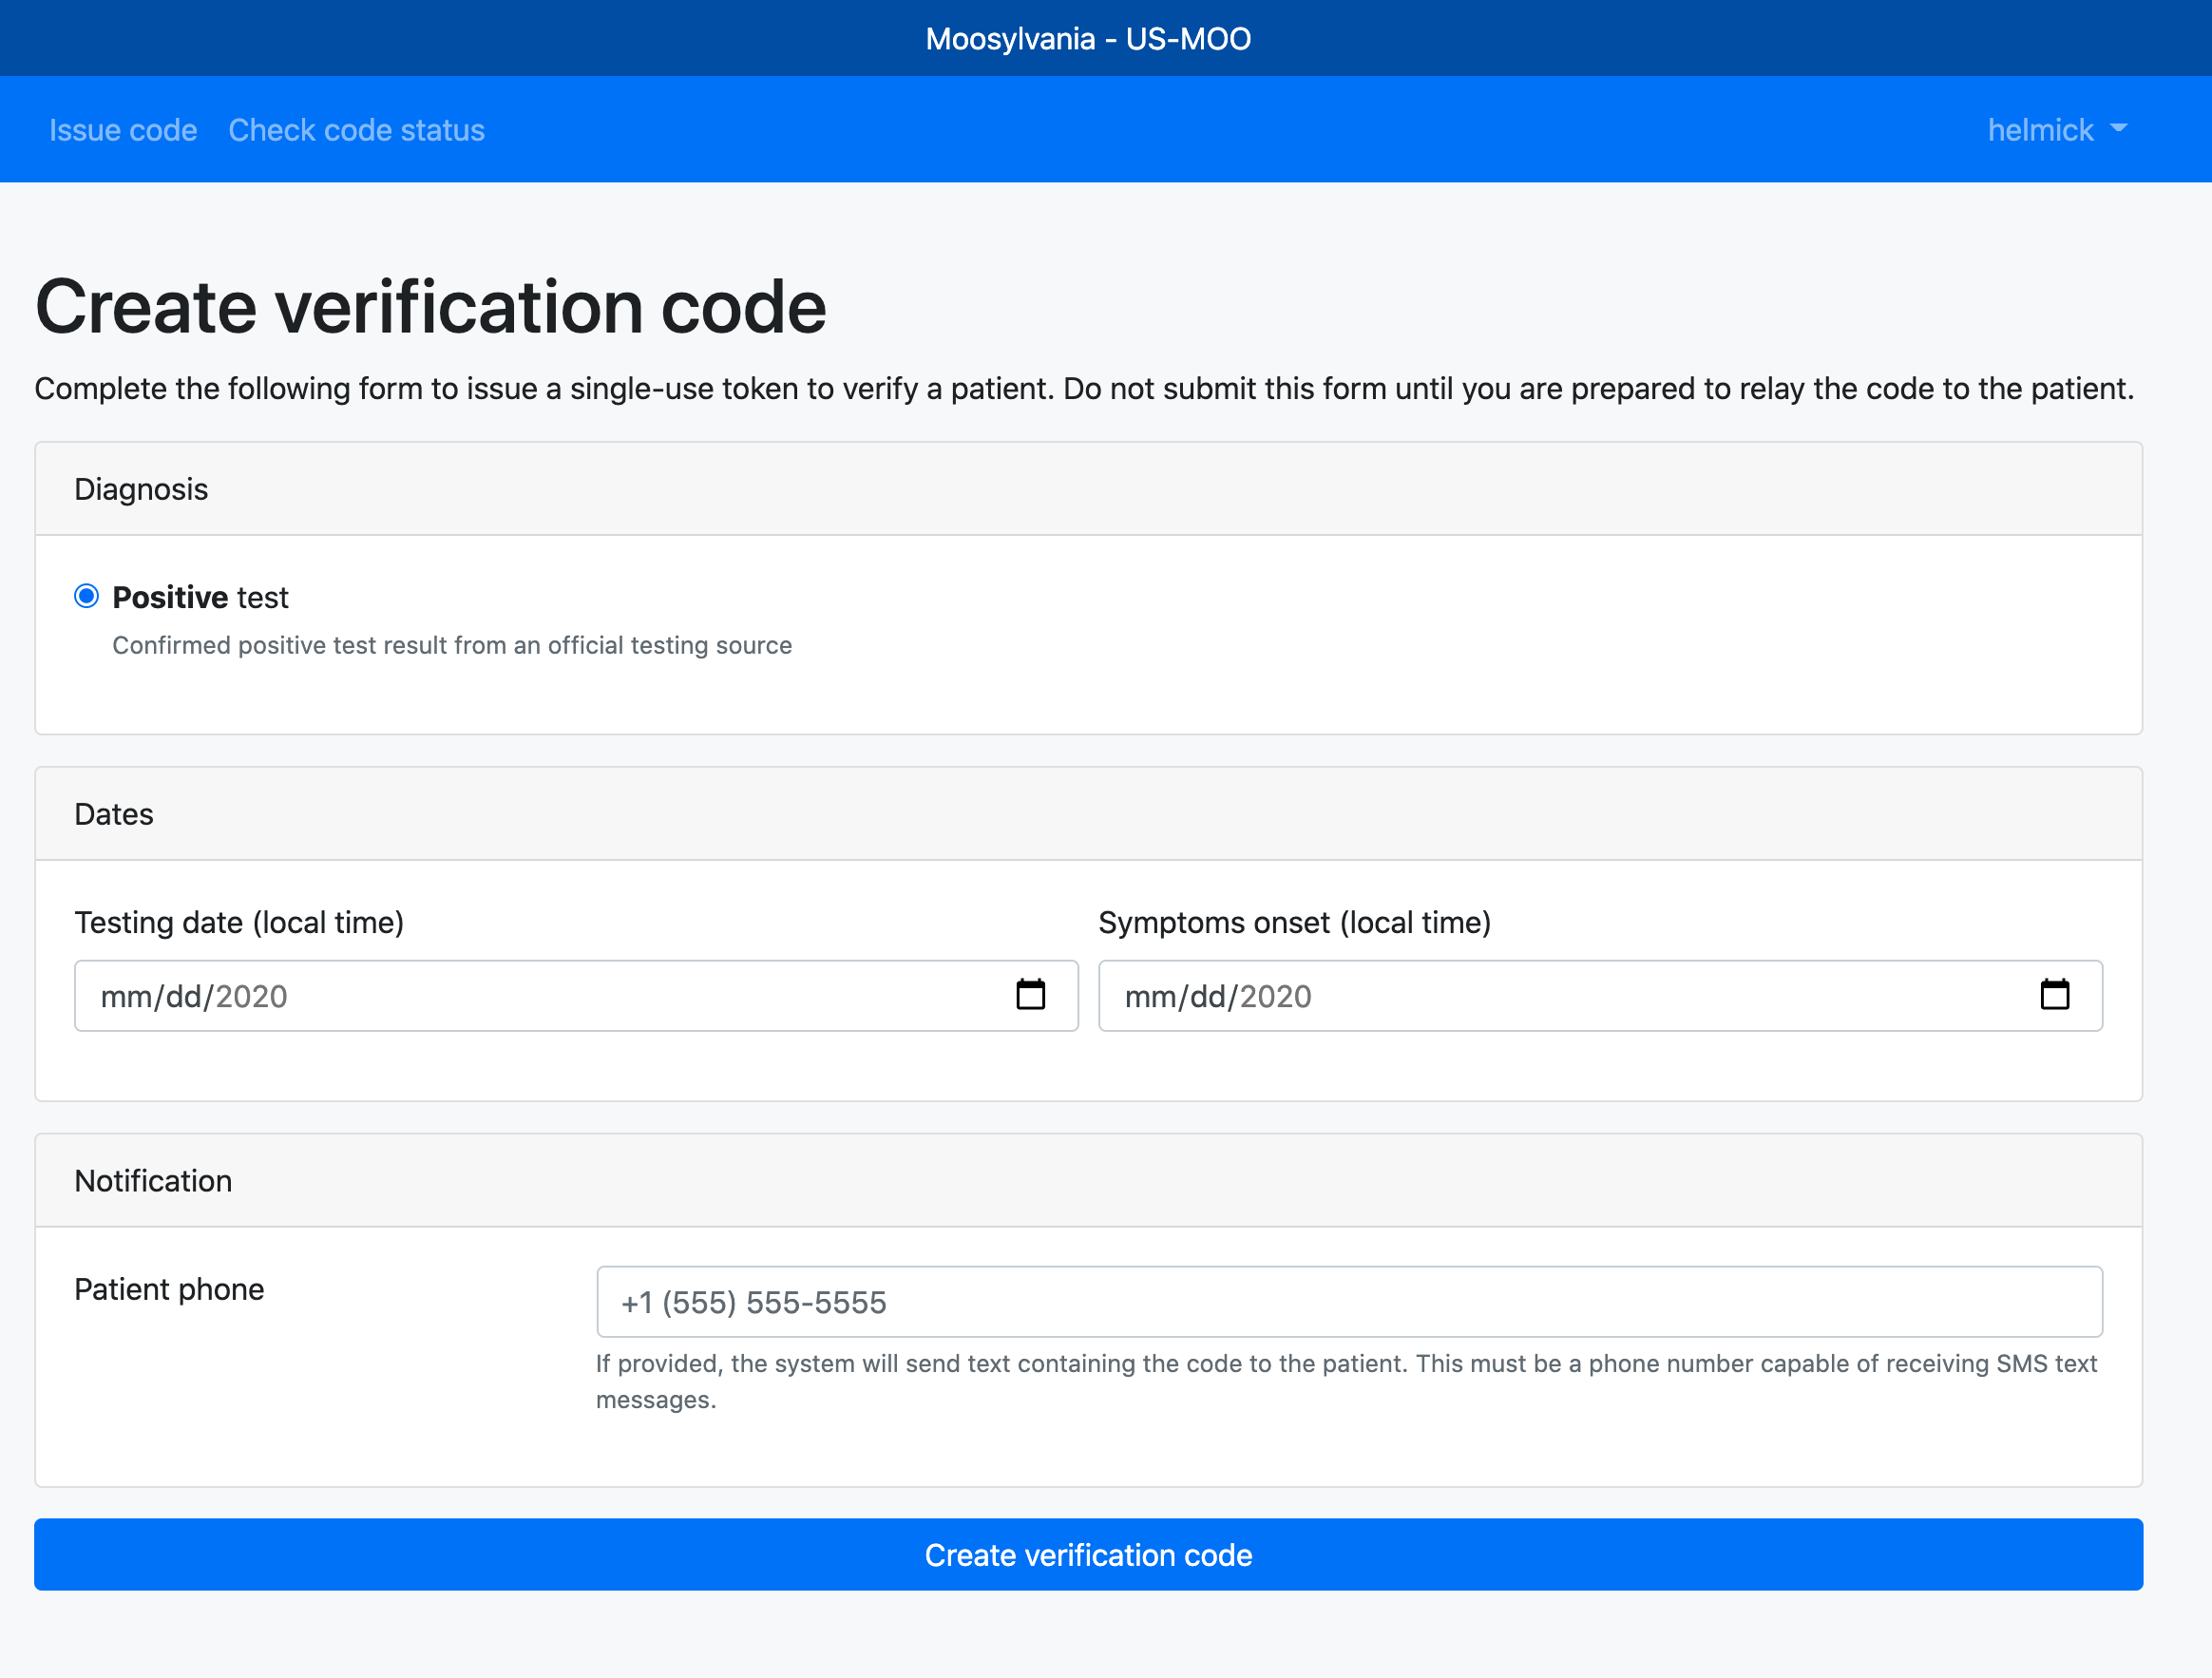 Moosylvania - US-MOO
Issue code Check code status helmick
Create verification code
Complete the following form to issue a single-use token to verify a patient. Do not submit this form until you are prepared to relay the code to the patient.
Diagnosis
Positive test
Confirmed positive test result from an official testing source
Dates
Testing date (local time) Symptoms onset (local time)
mm/dd/2020 mm/dd/2020
Notification
Patient phone +1 (555) 555-5555
If provided, the system will send text containing the code to the patient. This must be a phone number capable of receiving SMS text
messages.
Create verification code